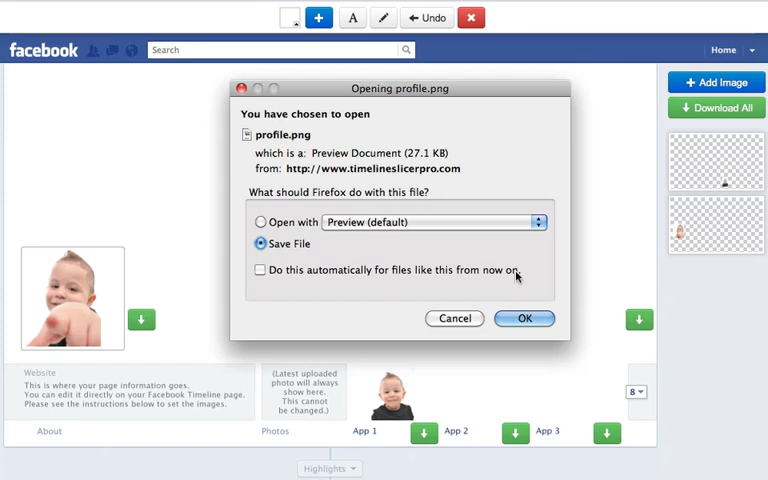 A
Undo
facebook
Search
Home
Opening profile.png
You have chosen to open
profile.png
which is a: Preview Document (27.1 KB)
from: http://www.timelineslicerpro.com
What should Firefox do with this file?
Open with
Preview (default)
Save File
Do this automatically for files like this from now on.
Cancel
OK
Add Image
Download All
Website
This is where your page information goes.
You can edit it directly on your Facebook Timeline page.
Please see the instructions below to set the images.
(Latest uploaded
photo will always
show here.
This cannot
be changed.)
8
About
Photos
App 1
App 2
App 3
Highlights